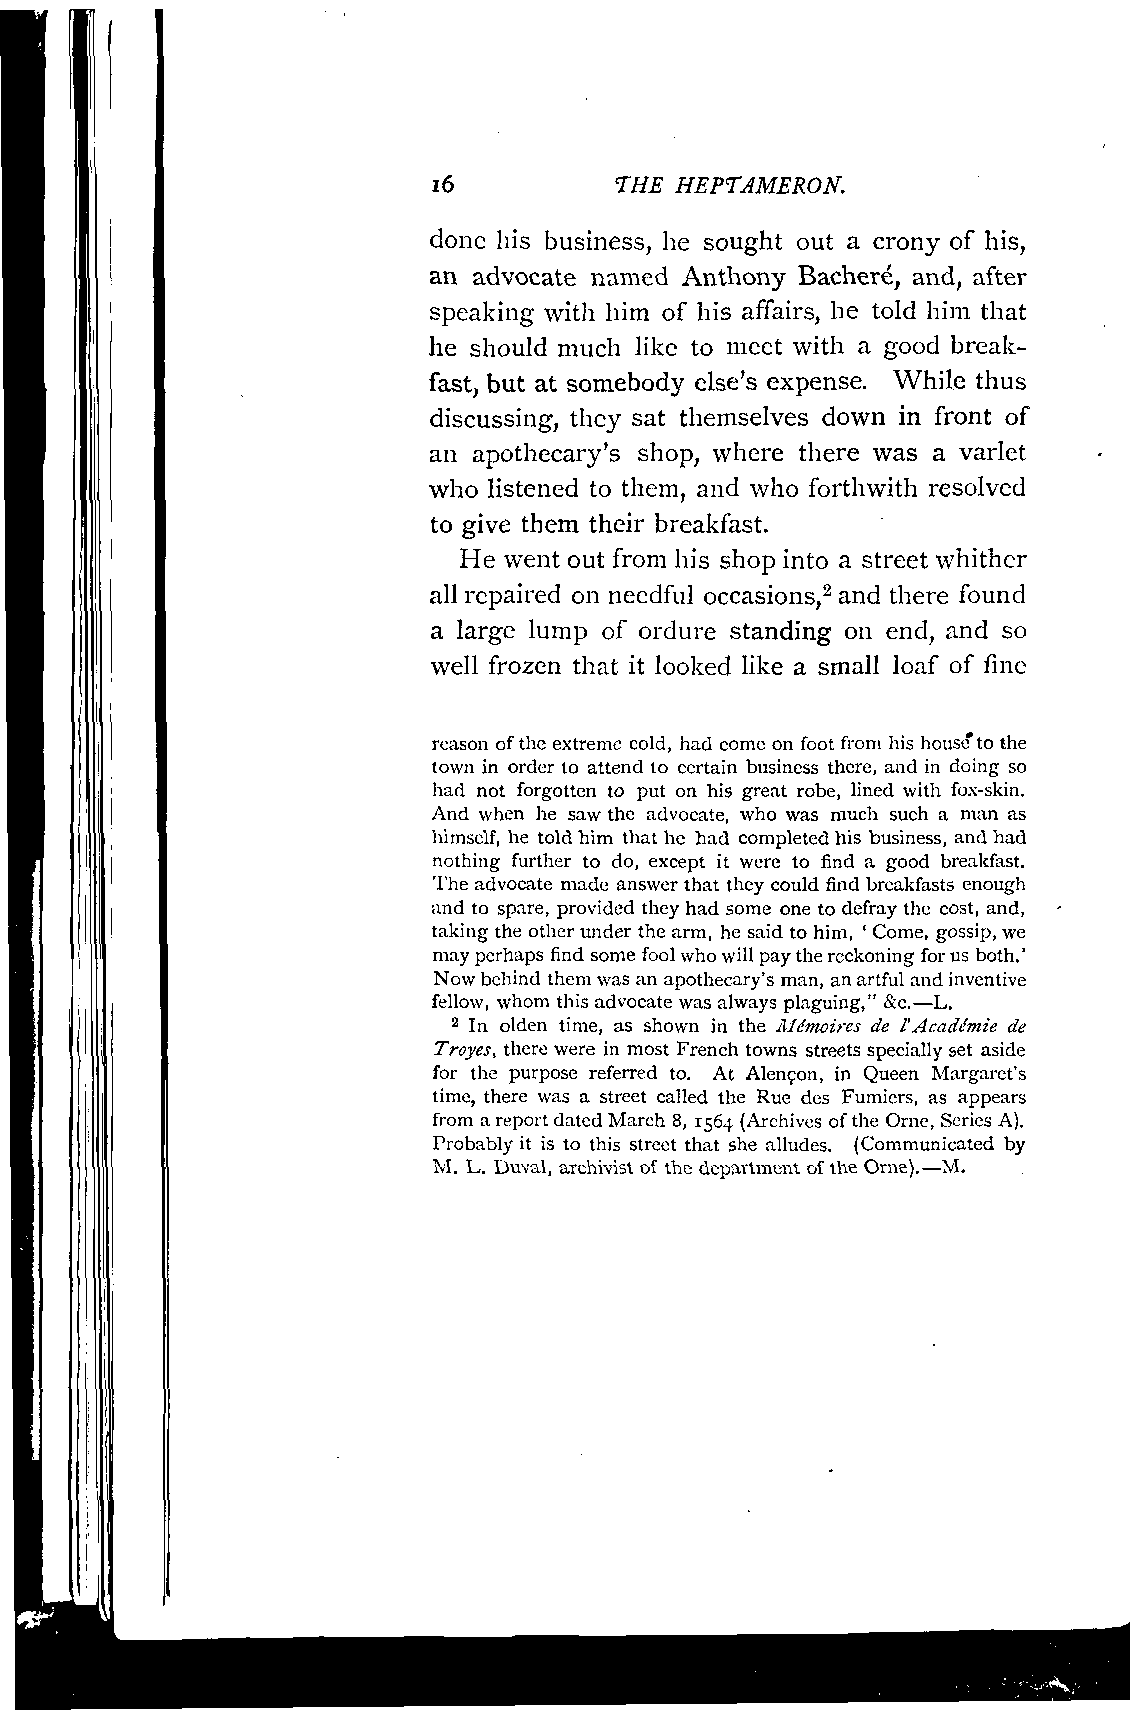 16 THE HEPTAMERON.
done his business, he sought out a crony of his,
an advocate named Anthony Bacheré, and, after
speaking with him of his affairs, he told him that
he should much like to meet with a good break-
fast, but at somebody else's expense. While thus
discussing, they sat themselves down in front of
an apothecary's shop, where there was a varlet
who listened to them, and who forthwith resolved
to give them their breakfast.
He went out from his shop into a street whither
all repaired on needful occasions,² and there found
a large lump of ordure standing on end, and so
well frozen that it looked like a small loaf of fine
reason of the extreme cold, had come on foot from his house to the
town in order to attend to certain business there, and in doing so
had not forgotten to put on his great robe, lined with fox-skin.
And when he saw the advocate, who was much such a man as
himself, he told him that he had completed his business, and had
nothing further to do, except it were to find a good breakfast.
The advocate made answer that they could find breakfasts enough
and to spare, provided they had some one to defray the cost, and,
taking the other under the arm, he said to him, ‘Come, gossip, we
may perhaps find some fool who will pay the reckoning for us both.’
Now behind them was an apothecary's man, an artful and inventive
fellow, whom this advocate was always plaguing,” &c.—L.
² In olden time, as shown in the Mémoires de l'Académie de
Troyes, there were in most French towns streets specially set aside
for the purpose referred to. At Alençon, in Queen Margaret's
time, there was a street called the Rue des Fumiers, as appears
from a report dated March 8, 1564 (Archives of the Orne, Series A).
Probably it is to this street that she alludes. (Communicated by
M. L. Duval, archivist of the department of the Orne).—M.